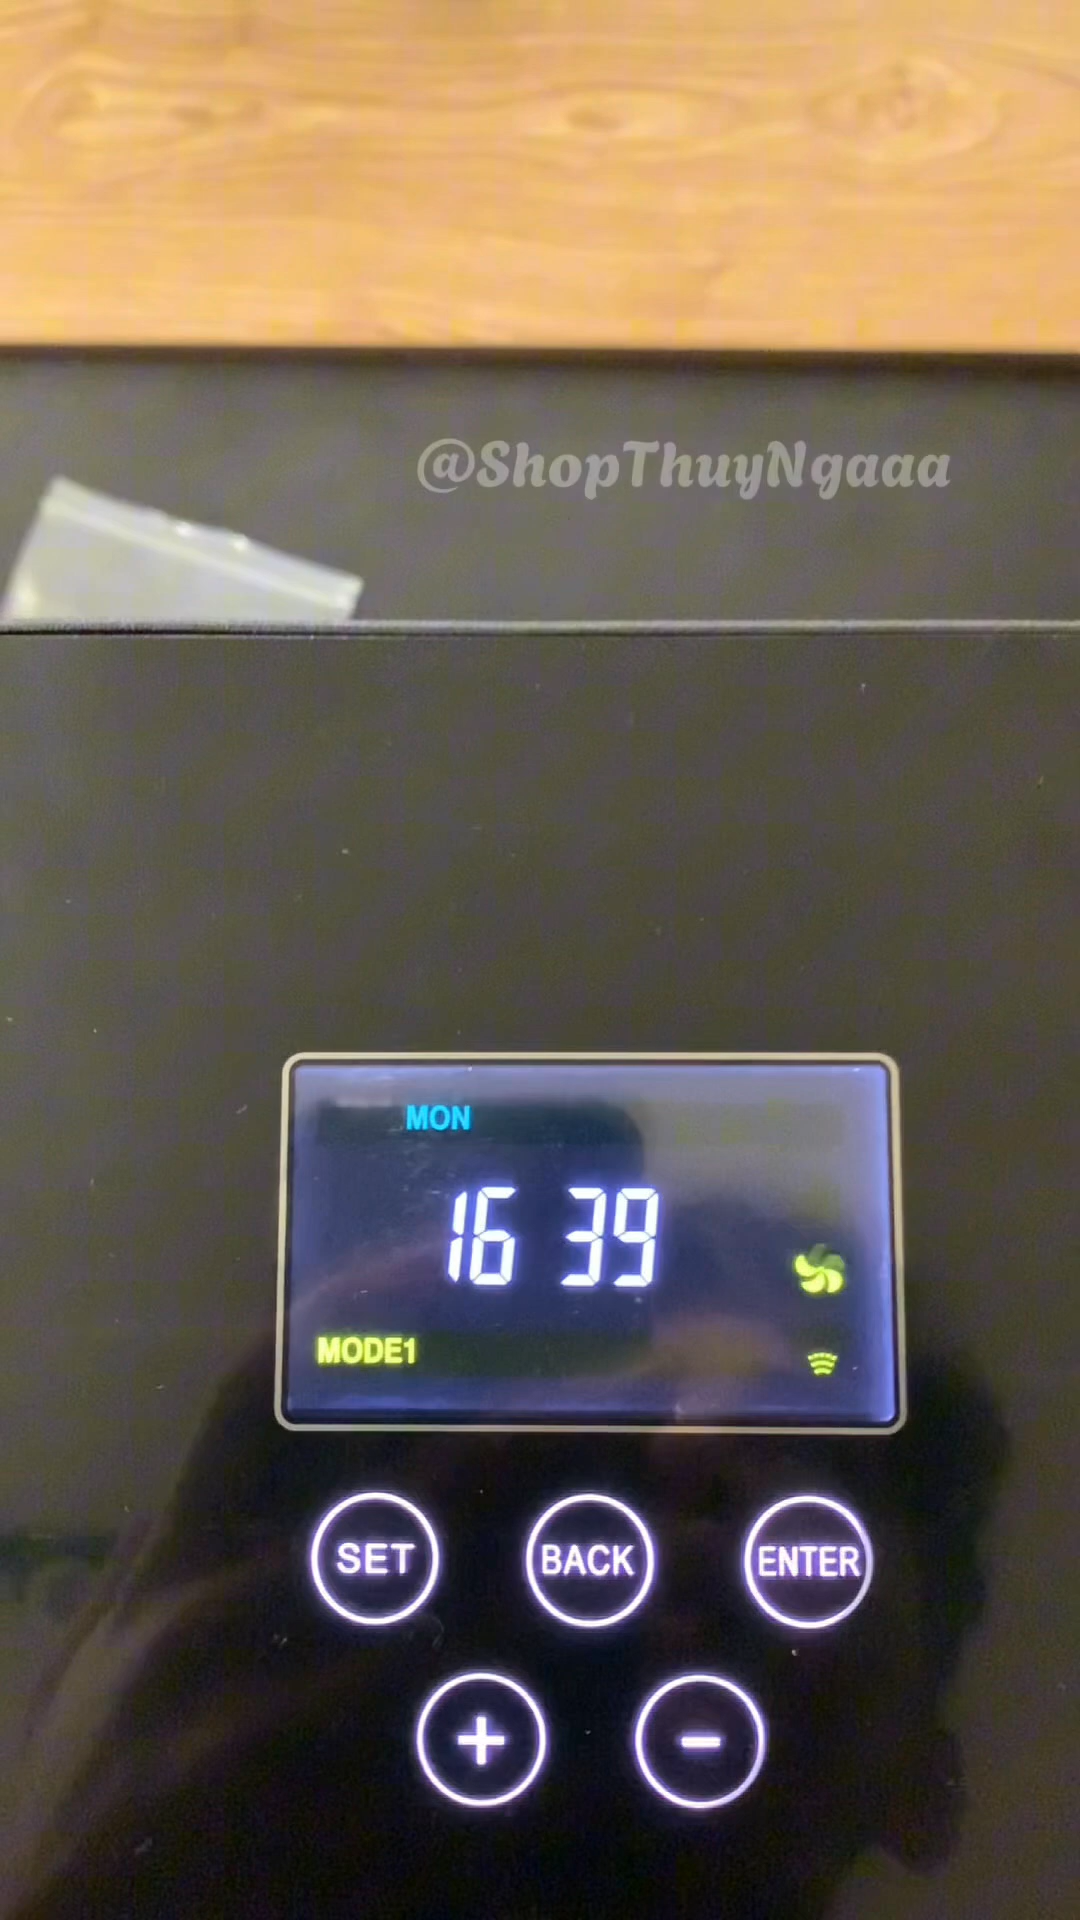 @ShopThuyNgaaa
MON
16 39
MODE1
SET BACK ENTER
+ -